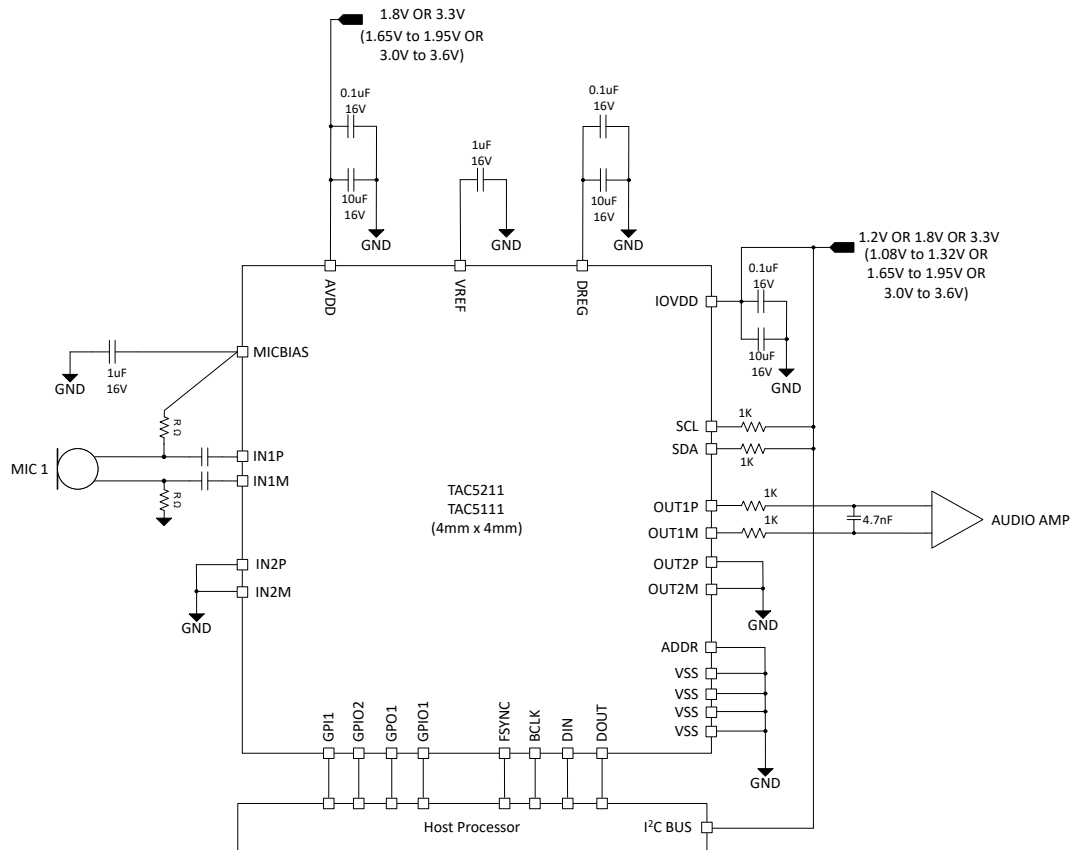 1.8V OR 3.3V
(1.65V to 1.95V OR
3.0V to 3.6V)
0.1uF
16V
10uF
16V
GND
1uF
16V
GND
0.1uF
16V
10uF
16V
GND
1.2V OR 1.8V OR 3.3V
(1.08V to 1.32V OR
1.65V to 1.95V OR
3.0V to 3.6V)
0.1uF
16V
10uF
16V
GND
AVDD
VREF
DREG
IOVDD
MICBIAS
1uF
16V
GND
R Ω
MIC 1
IN1P
IN1M
R Ω
IN2P
IN2M
GND
TAC5211
TAC5111
(4mm x 4mm)
SCL
1K
SDA
1K
OUT1P
1K
OUT1M
1K
4.7nF
AUDIO AMP
OUT2P
OUT2M
GND
ADDR
VSS
VSS
VSS
VSS
GND
GPI1
GPIO2
GPO1
GPIO1
FSYNC
BCLK
DIN
DOUT
Host Processor
I²C BUS